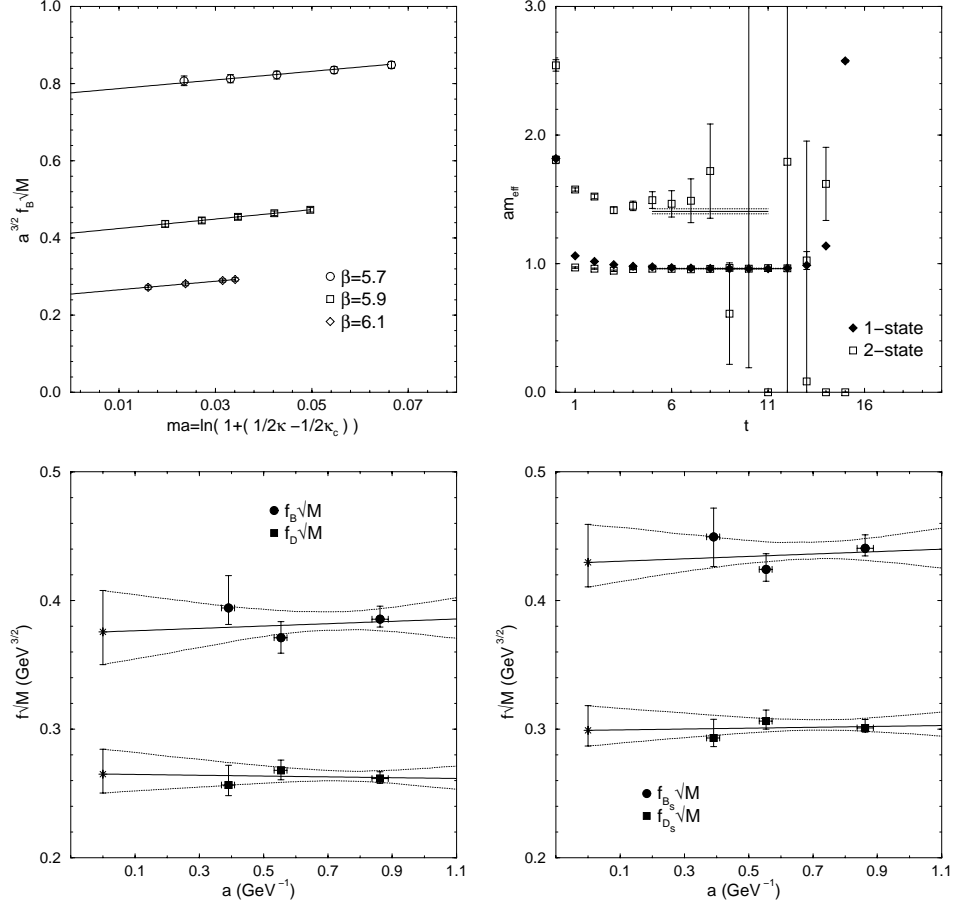 1.0
0.8
0.6
0.4
0.2
0.0
a^3/2 f_B√M
0.01
0.03
0.05
0.07
ma=ln( 1+( 1/2κ −1/2κ_c ) )
β=5.7
β=5.9
β=6.1
3.0
2.0
1.0
0.0
am_eff
1
6
11
16
t
1−state
2−state
0.5
0.4
0.3
0.2
f√M (GeV^3/2)
0.1
0.3
0.5
0.7
0.9
1.1
a (GeV^−1)
f_B√M
f_D√M
0.5
0.4
0.3
0.2
f√M (GeV^3/2)
0.1
0.3
0.5
0.7
0.9
1.1
a (GeV^−1)
f_B_s√M
f_D_s√M